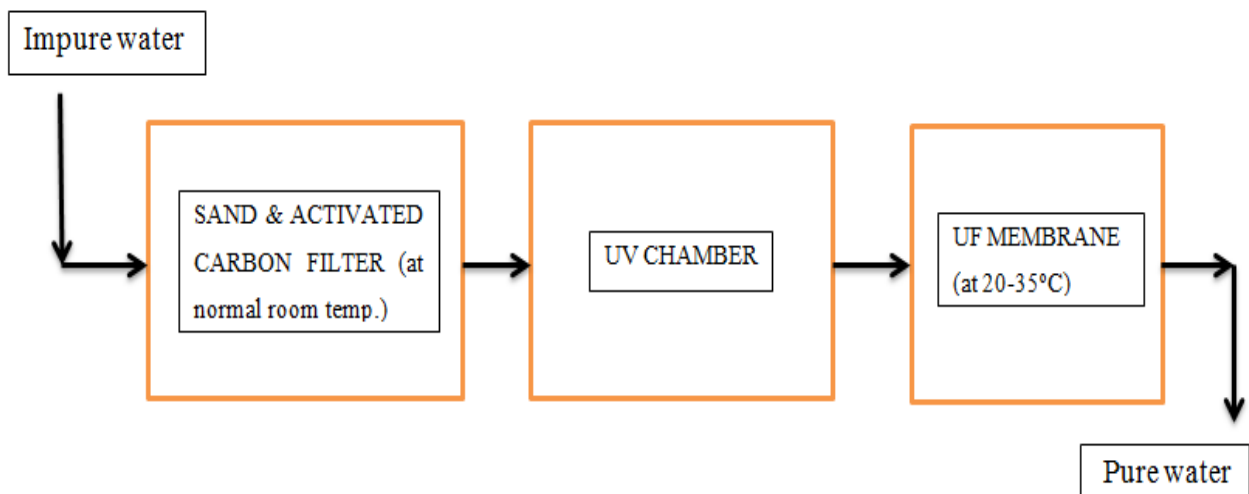 Impure water
SAND & ACTIVATED
CARBON FILTER (at
normal room temp.)
UV CHAMBER
UF MEMBRANE
(at 20-35°C)
Pure water